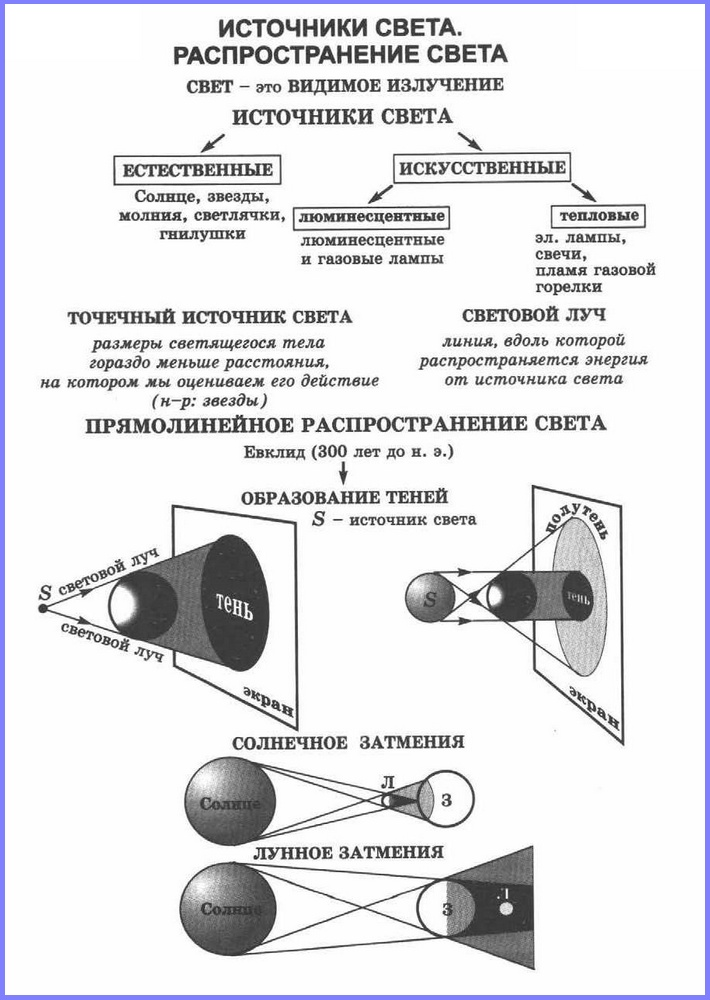 ИСТОЧНИКИ СВЕТА.
РАСПРОСТРАНЕНИЕ СВЕТА
СВЕТ – это ВИДИМОЕ ИЗЛУЧЕНИЕ
ИСТОЧНИКИ СВЕТА
ЕСТЕСТВЕННЫЕ
Солнце, звезды,
молния, светлячки,
гнилушки
ИСКУССТВЕННЫЕ
люминесцентные
люминесцентные
и газовые лампы
тепловые
эл. лампы,
свечи,
пламя газовой
горелки
ТОЧЕЧНЫЙ ИСТОЧНИК СВЕТА
размеры светящегося тела
гораздо меньше расстояния,
на котором мы оцениваем его действие
(н–р: звезды)
СВЕТОВОЙ ЛУЧ
линия, вдоль которой
распространяется энергия
от источника света
ПРЯМОЛИНЕЙНОЕ РАСПРОСТРАНЕНИЕ СВЕТА
Евклид (300 лет до н. э.)
ОБРАЗОВАНИЕ ТЕНЕЙ
S – источник света
S
световой луч
световой луч
тень
экран
S
полутень
тень
экран
СОЛНЕЧНОЕ ЗАТМЕНИЯ
Солнце
Л
З
ЛУННОЕ ЗАТМЕНИЯ
Солнце
З
Л